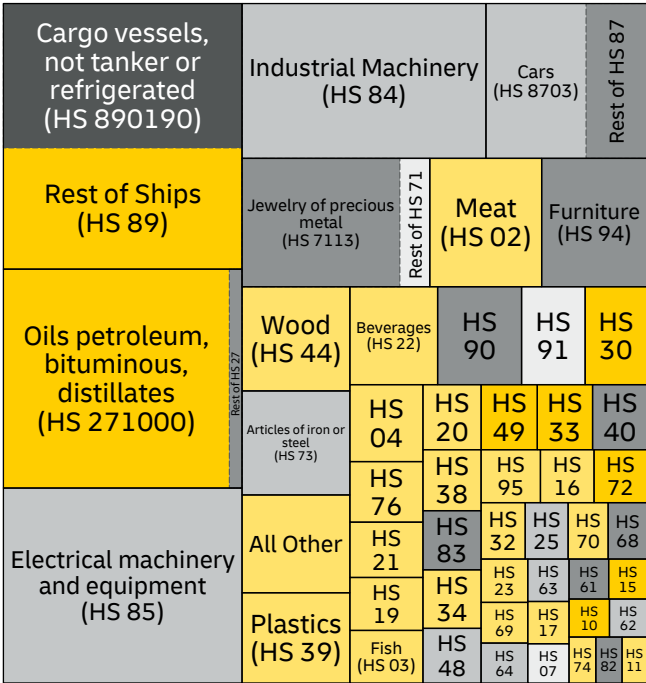 Cargo vessels,
not tanker or
refrigerated
(HS 890190)
Rest of Ships
(HS 89)
Oils petroleum,
bituminous,
distillates
(HS 271000)
Rest of HS 27
Electrical machinery
and equipment
(HS 85)
Industrial Machinery
(HS 84)
Cars
(HS 8703)
Rest of HS 87
Jewelry of precious
metal
(HS 7113)
Rest of HS 71
Meat
(HS 02)
Furniture
(HS 94)
Wood
(HS 44)
Beverages
(HS 22)
HS
90
HS
91
HS
30
Articles of iron or
steel
(HS 73)
All Other
Plastics
(HS 39)
HS
04
HS
76
HS
21
HS
19
Fish
(HS 03)
HS
20
HS
38
HS
83
HS
34
HS
48
HS
49
HS
33
HS
40
HS
95
HS
16
HS
72
HS
32
HS
25
HS
70
HS
68
HS
23
HS
63
HS
61
HS
15
HS
69
HS
17
HS
10
HS
62
HS
64
HS
07
HS
74
HS
82
HS
11